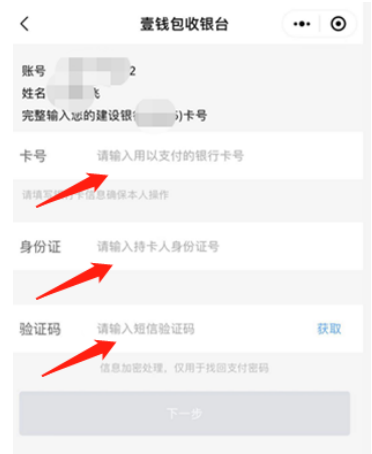 壹钱包收银台
账号 2
姓名
完整输入您的建设银 5)卡号
卡号 请输入用以支付的银行卡号
请填写 卡信息确保本人操作
身份证 请输入持卡人身份证号
验证码 请输入短信验证码 获取
信息加密处理，仅用于找回支付密码
下一步